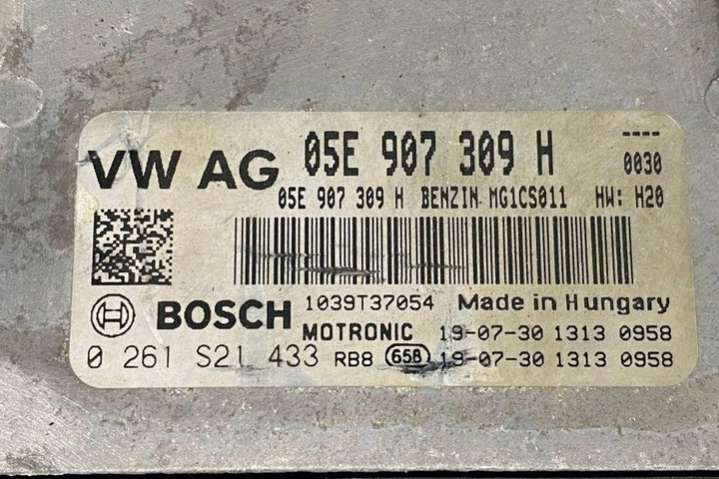 VW AG 05E 907 309 H ----
0030
05E 907 309 H BENZIN MG1CS011 HW: H20
BOSCH 1039T37054 Made in Hungary
MOTRONIC 19-07-30 1313 0958
0 261 S21 433 RB8 658 19-07-30 1313 0958